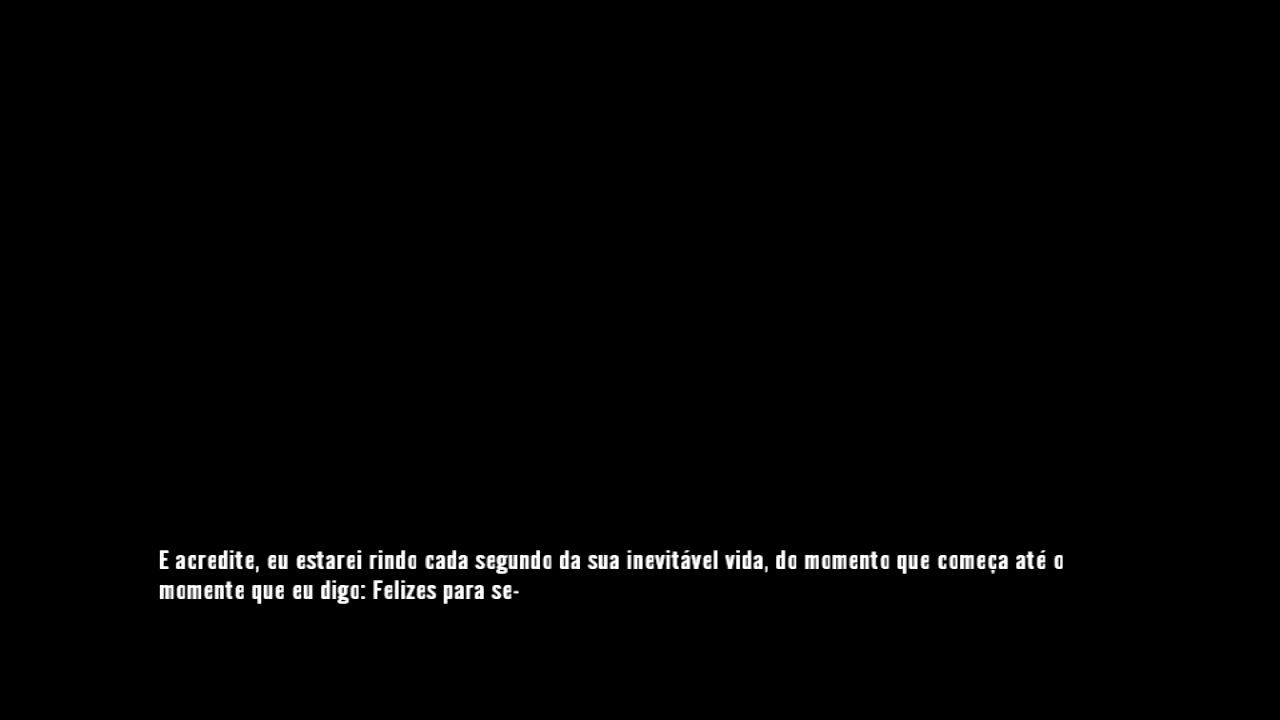 E acredite, eu estarei rindo cada segundo da sua inevitável vida, do momento que começa até o
momente que eu digo: Felizes para se-